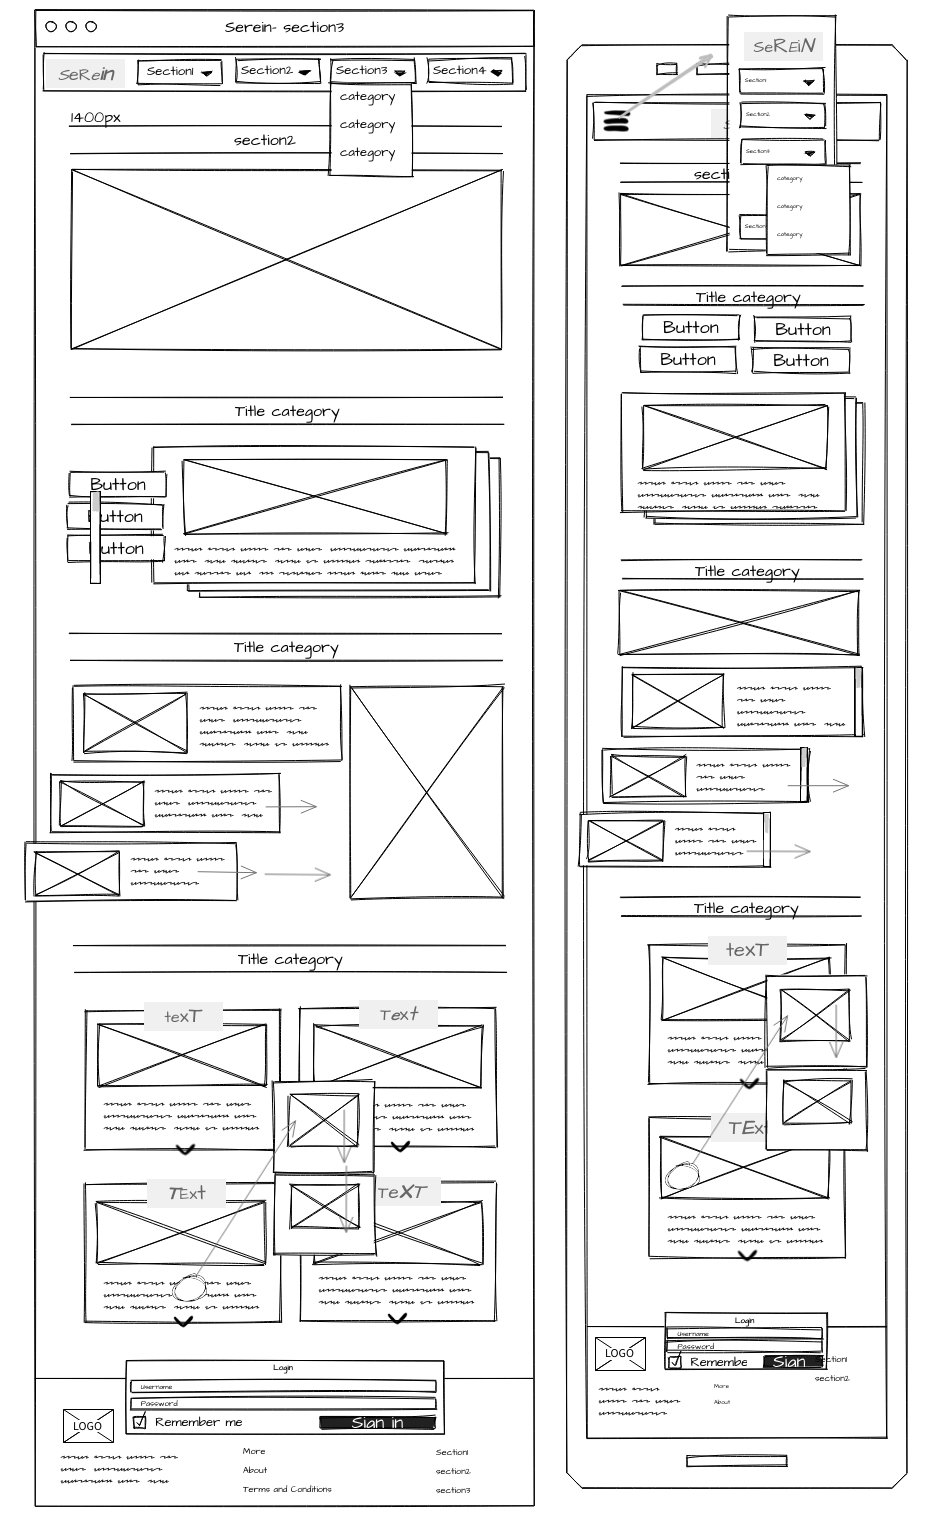 Serein- section3
SeRein
Section1
Section2
Section3
Section4
category
category
category
1400px
section2
Title category
Button
Button
Button
Title category
Title category
texT
Text
TExt
TeXT
Login
Username
Password
Remember me
Sign in
LOGO
More
About
Terms and Conditions
Section1
section2
section3
SeREiN
Section1
Section2
Section3
category
category
category
Section
secti
Title category
Button
Button
Button
Button
Title category
Title category
texT
TExt
Login
Username
Password
Remembe
Sign
LOGO
More
About
Section1
section2